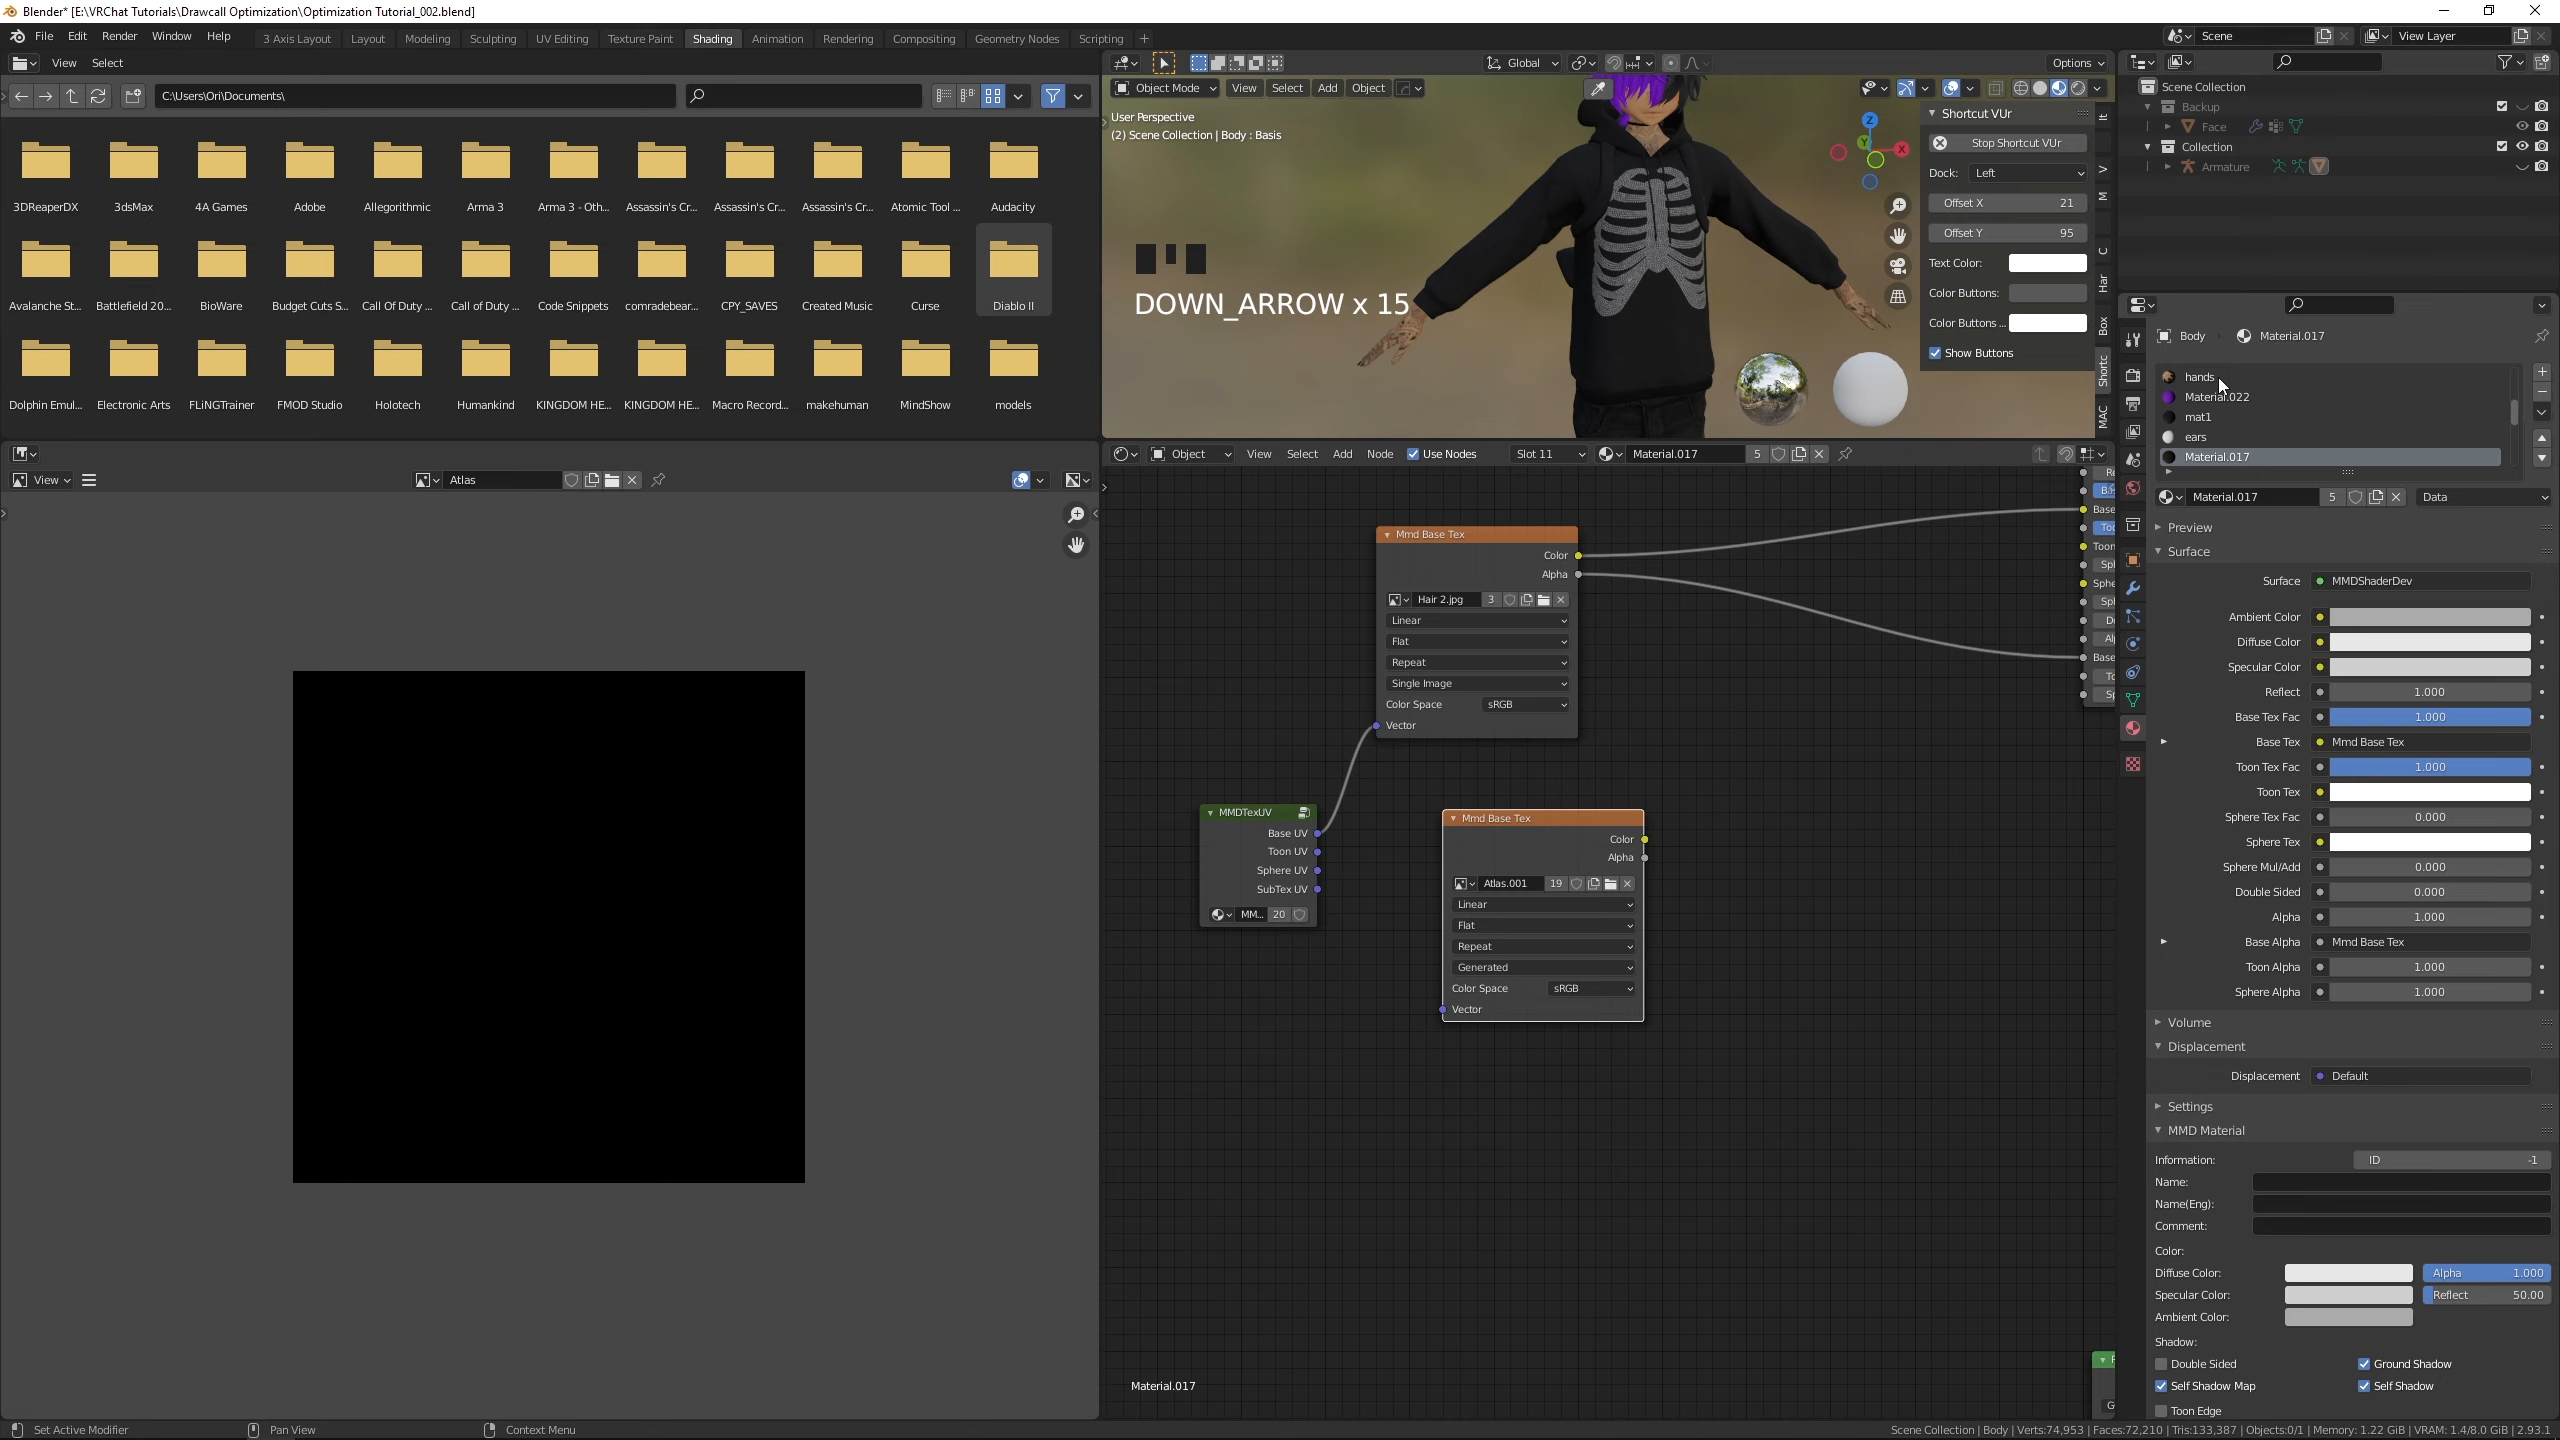 Blender* [E:\VRChat Tutorials\Drawcall Optimization\Optimization Tutorial_002.blend]
File Edit Render Window Help 3 Axis Layout Layout Modeling Sculpting UV Editing Texture Paint Shading Animation Rendering Compositing Geometry Nodes Scripting + Scene View Layer
View Select
C:\Users\Ori\Documents\
3DReaperDX 3dsMax 4A Games Adobe Allegorithmic Arma 3 Arma 3 - Oth... Assassin's Cr... Assassin's Cr... Assassin's Cr... Atomic Tool ... Audacity
Avalanche St... Battlefield 20... BioWare Budget Cuts S... Call Of Duty ... Call of Duty ... Code Snippets comradebear... CPY_SAVES Created Music Curse Diablo II
Dolphin Emul... Electronic Arts FLiNGTrainer FMOD Studio Holotech Humankind KINGDOM HE... KINGDOM HE... Macro Record... makehuman MindShow models
Global Options
Object Mode View Select Add Object
User Perspective
(2) Scene Collection | Body : Basis
DOWN_ARROW x 15
Shortcut VUr
Stop Shortcut VUr
Dock: Left
Offset X 21
Offset Y 95
Text Color:
Color Buttons:
Color Buttons ...
Show Buttons
It
V
M
C
Har
Box
Shortc
MAC
Z
Y
X
Scene Collection
Backup
Face
Collection
Armature
Body Material.017
hands
Material.022
mat1
ears
Material.017
Material.017 5 Data
Preview
Surface
Surface MMDShaderDev
Ambient Color
Diffuse Color
Specular Color
Reflect 1.000
Base Tex Fac 1.000
Base Tex Mmd Base Tex
Toon Tex Fac 1.000
Toon Tex
Sphere Tex Fac 0.000
Sphere Tex
Sphere Mul/Add 0.000
Double Sided 0.000
Alpha 1.000
Base Alpha Mmd Base Tex
Toon Alpha 1.000
Sphere Alpha 1.000
Volume
Displacement
Displacement Default
Settings
MMD Material
Information: ID -1
Name:
Name(Eng):
Comment:
Color:
Diffuse Color: Alpha 1.000
Specular Color: Reflect 50.00
Ambient Color:
Shadow:
Double Sided Ground Shadow
Self Shadow Map Self Shadow
Toon Edge
View Atlas
Object View Select Add Node Use Nodes Slot 11 Material.017 5
Mmd Base Tex
Color
Alpha
Hair 2.jpg 3
Linear
Flat
Repeat
Single Image
Color Space sRGB
Vector
MMDTexUV
Base UV
Toon UV
Sphere UV
SubTex UV
MM... 20
Mmd Base Tex
Color
Alpha
Atlas.001 19
Linear
Flat
Repeat
Generated
Color Space sRGB
Vector
Base
Toon
Sphe
Base
Material.017
Set Active Modifier Pan View Context Menu Scene Collection | Body | Verts:74,953 | Faces:72,210 | Tris:133,387 | Objects:0/1 | Memory: 1.22 GiB | VRAM: 1.4/8.0 GiB | 2.93.1